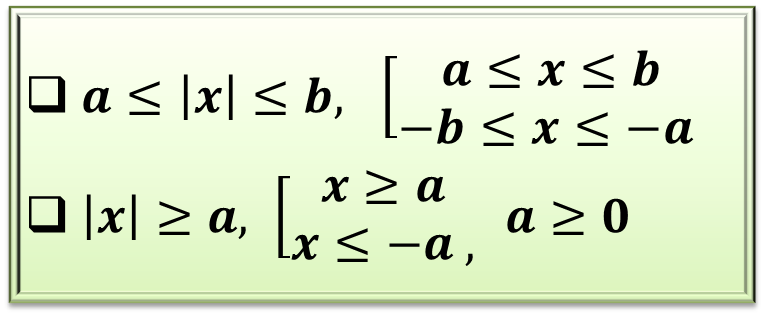 ❑ a ≤ |x| ≤ b, [ a ≤ x ≤ b
−b ≤ x ≤ −a
❑ |x| ≥ a, [ x ≥ a
x ≤ −a , a ≥ 0